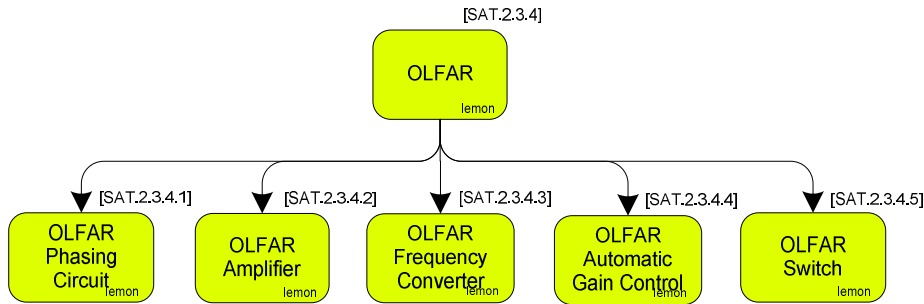 [SAT.2.3.4]
OLFAR
lemon
[SAT.2.3.4.1]
OLFAR
Phasing
Circuit
lemon
[SAT.2.3.4.2]
OLFAR
Amplifier
lemon
[SAT.2.3.4.3]
OLFAR
Frequency
Converter
lemon
[SAT.2.3.4.4]
OLFAR
Automatic
Gain Control
lemon
[SAT.2.3.4.5]
OLFAR
Switch
lemon